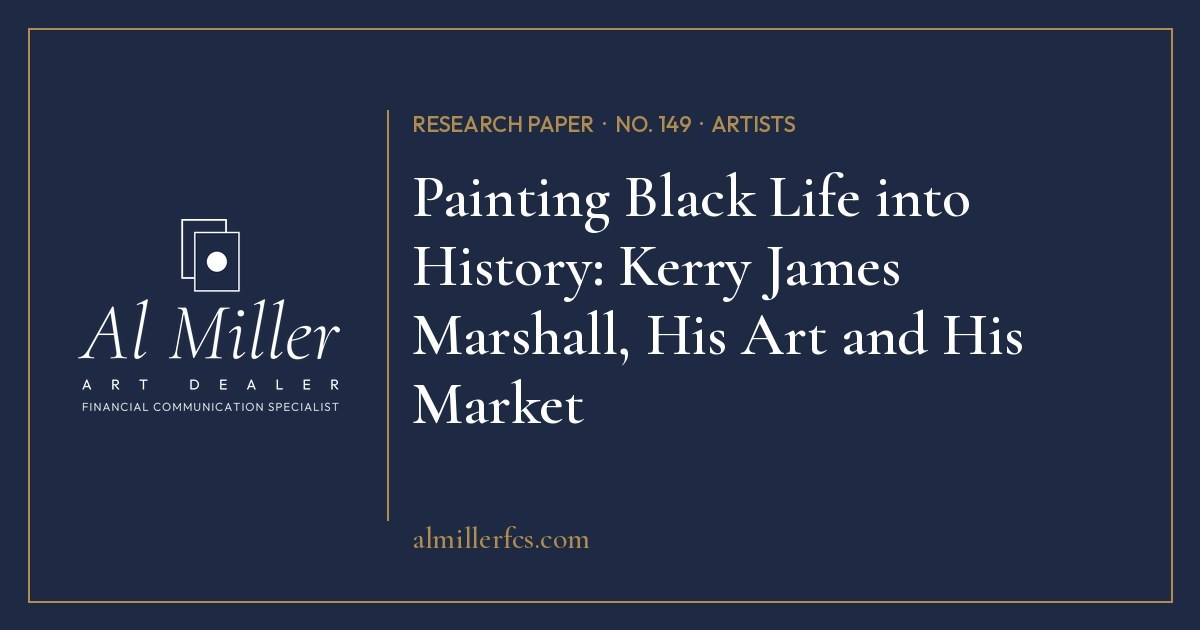 Al Miller
ART DEALER
FINANCIAL COMMUNICATION SPECIALIST
RESEARCH PAPER · NO. 149 · ARTISTS
Painting Black Life into
History: Kerry James
Marshall, His Art and His
Market
almillerfcs.com